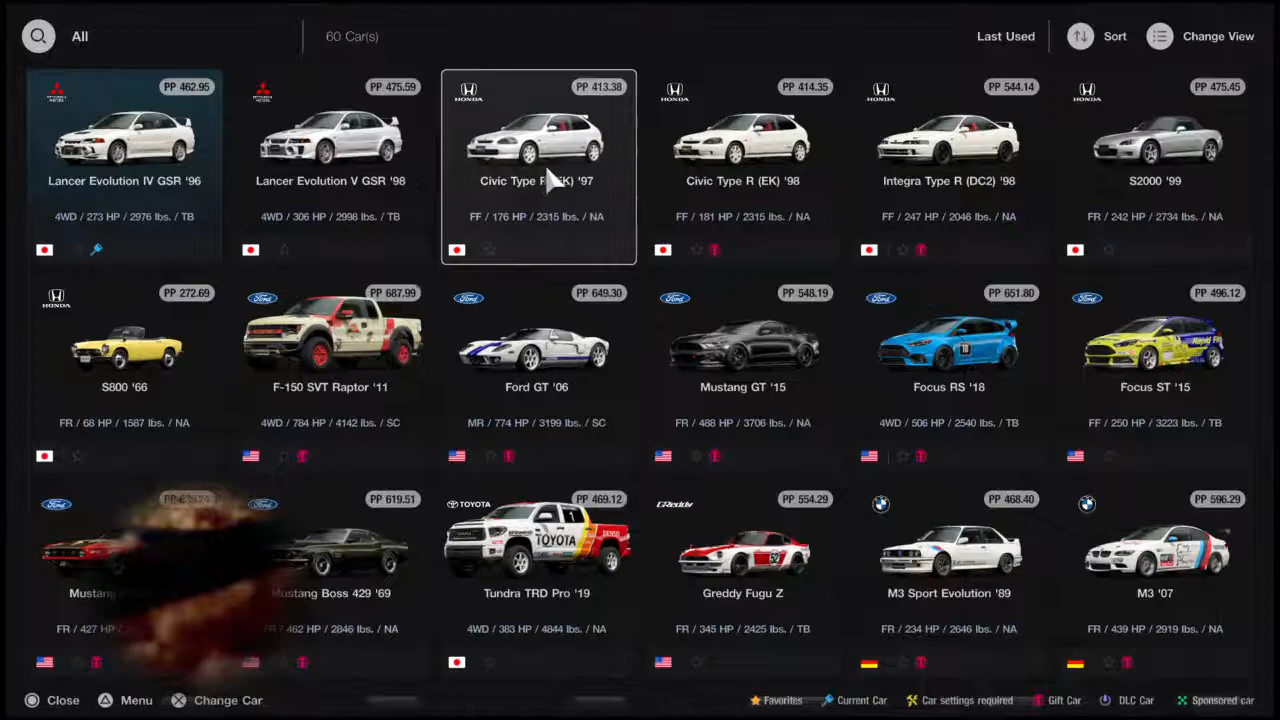 All
60 Car(s)
Last Used
Sort
Change View
PP 462.95
PP 475.59
HONDA
PP 413.38
HONDA
PP 414.35
HONDA
PP 544.14
HONDA
PP 475.45
Lancer Evolution IV GSR '96
Lancer Evolution V GSR '98
Civic Type (EK) '97
Civic Type R (EK) '98
Integra Type R (DC2) '98
S2000 '99
4WD / 273 HP / 2976 lbs. / TB
4WD / 306 HP / 2998 lbs. / TB
FF / 176 HP / 2315 lbs. / NA
FF / 181 HP / 2315 lbs. / NA
FF / 247 HP / 2046 lbs. / NA
FR / 242 HP / 2734 lbs. / NA
HONDA
PP 272.69
Ford
PP 687.99
Ford
PP 649.30
Ford
PP 548.19
Ford
PP 651.80
Ford
PP 496.12
S800 '66
F-150 SVT Raptor '11
Ford GT '06
Mustang GT '15
Focus RS '18
Focus ST '15
FR / 68 HP / 1587 lbs. / NA
4WD / 784 HP / 4142 lbs. / SC
MR / 774 HP / 3199 lbs. / SC
FR / 488 HP / 3706 lbs. / NA
4WD / 506 HP / 2540 lbs. / TB
FF / 250 HP / 3223 lbs. / TB
Ford
PP
Ford
PP 619.51
TOYOTA
PP 469.12
GReddy
PP 554.29
PP 468.40
PP 596.29
TOYOTA
DENSO
52
Mustang
Mustang Boss 429 '69
Tundra TRD Pro '19
Greddy Fugu Z
M3 Sport Evolution '89
M3 '07
FR / 427 HP /
FR / 462 HP / 2846 lbs. / NA
4WD / 383 HP / 4844 lbs. / NA
FR / 345 HP / 2425 lbs. / TB
FR / 234 HP / 2646 lbs. / NA
FR / 439 HP / 2919 lbs. / NA
Close
Menu
Change Car
Favorites
Current Car
Car settings required
Gift Car
DLC Car
Sponsored car